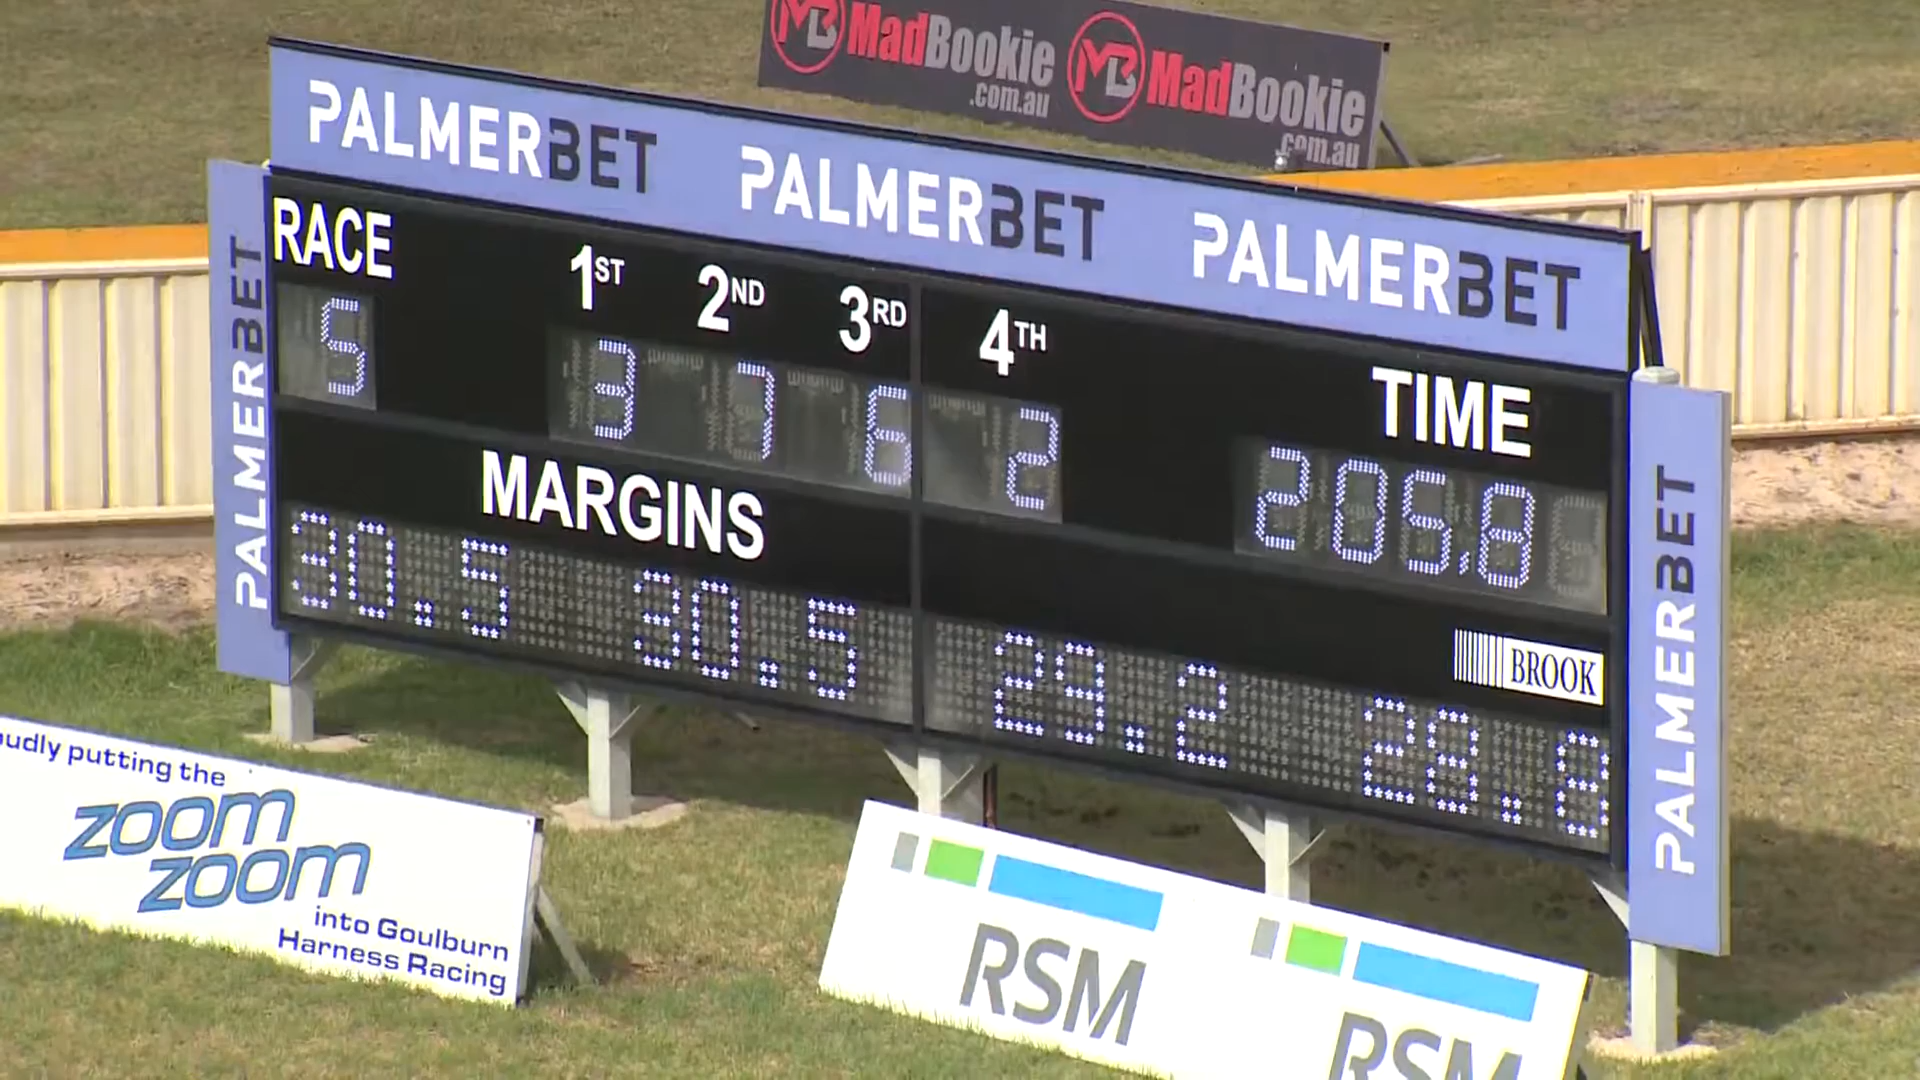 MadBookie
.com.au
MadBookie
.com.au
PALMERBET
PALMERBET
PALMERBET
PALMERBET
RACE
1ST
2ND
3RD
4TH
TIME
5
3
7
6
2
205.8
MARGINS
30.5
30.5
29.2
28.8
BROOK
PALMERBET
udly putting the
zoom
zoom
into Goulburn
Harness Racing
RSM
RSM